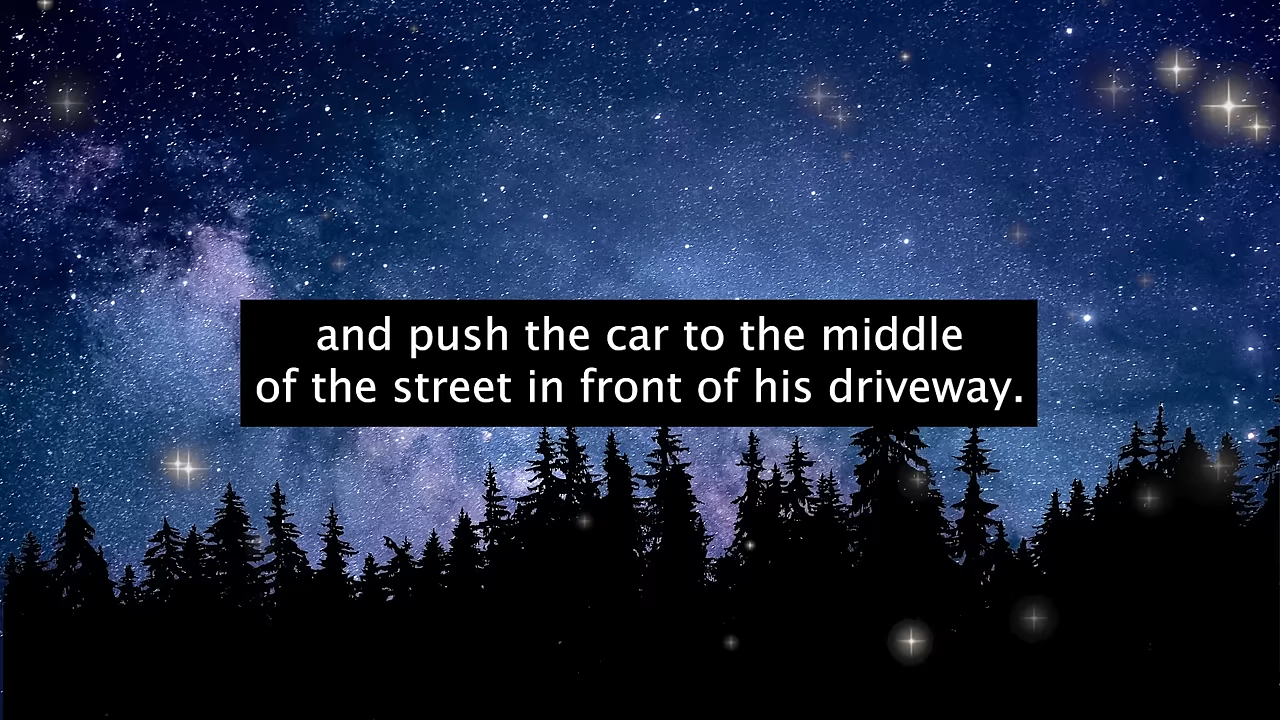 and push the car to the middle
of the street in front of his driveway.